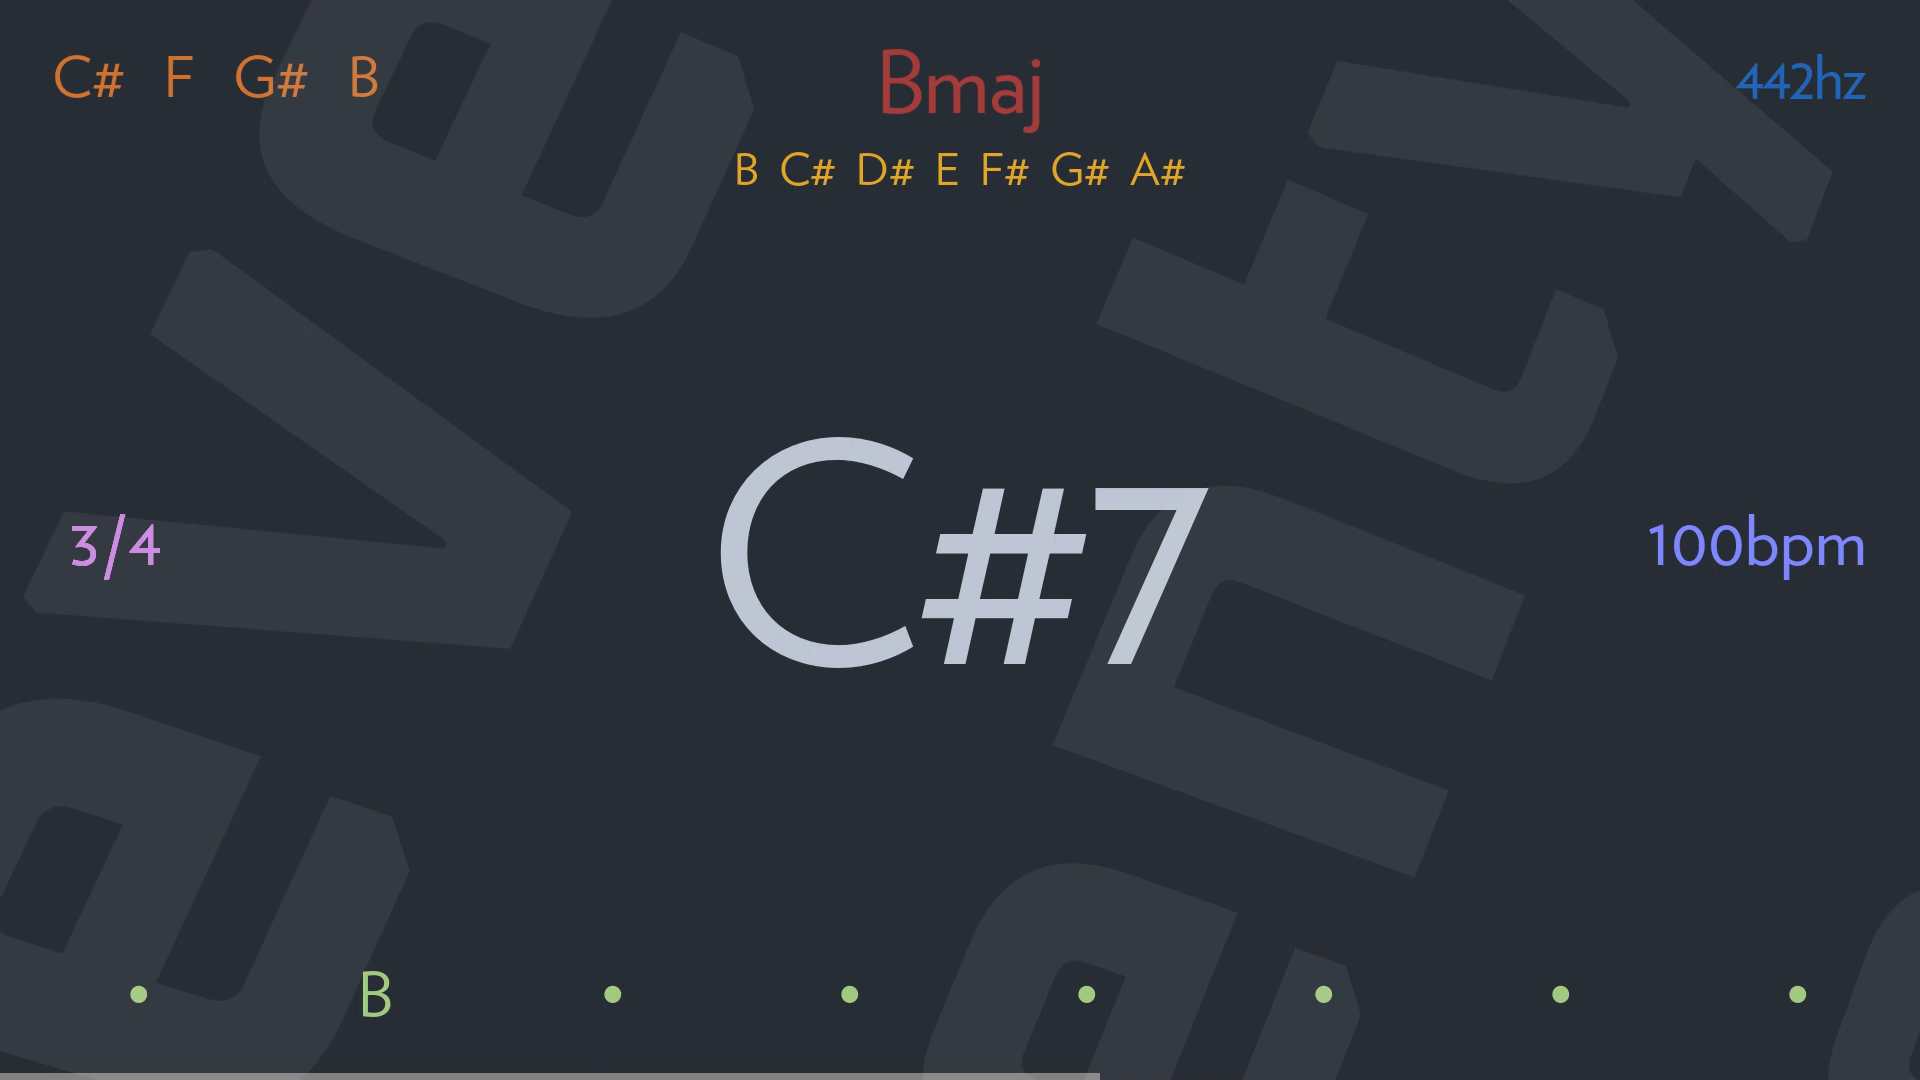 C# F G# B
Bmaj
442hz
B C# D# E F# G# A#
3/4
C#7
100bpm
• B • • • • • •